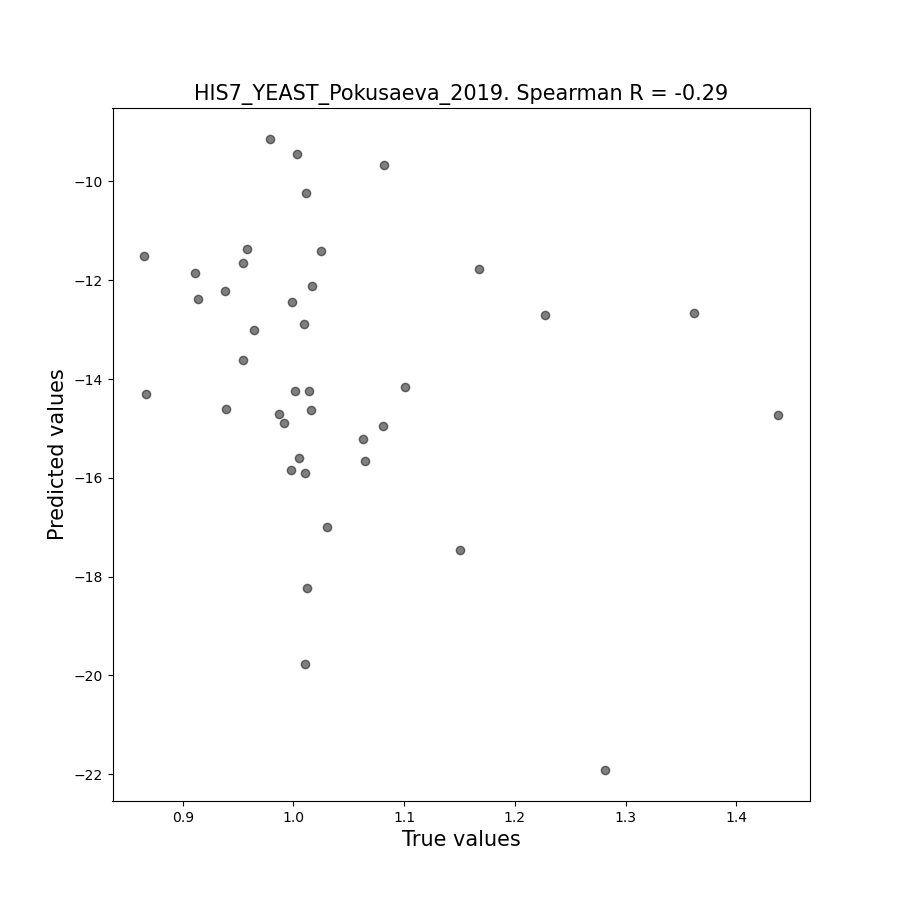 HIS7_YEAST_Pokusaeva_2019. Spearman R = -0.29
Predicted values
−10
−12
−14
−16
−18
−20
−22
0.9 1.0 1.1 1.2 1.3 1.4
True values